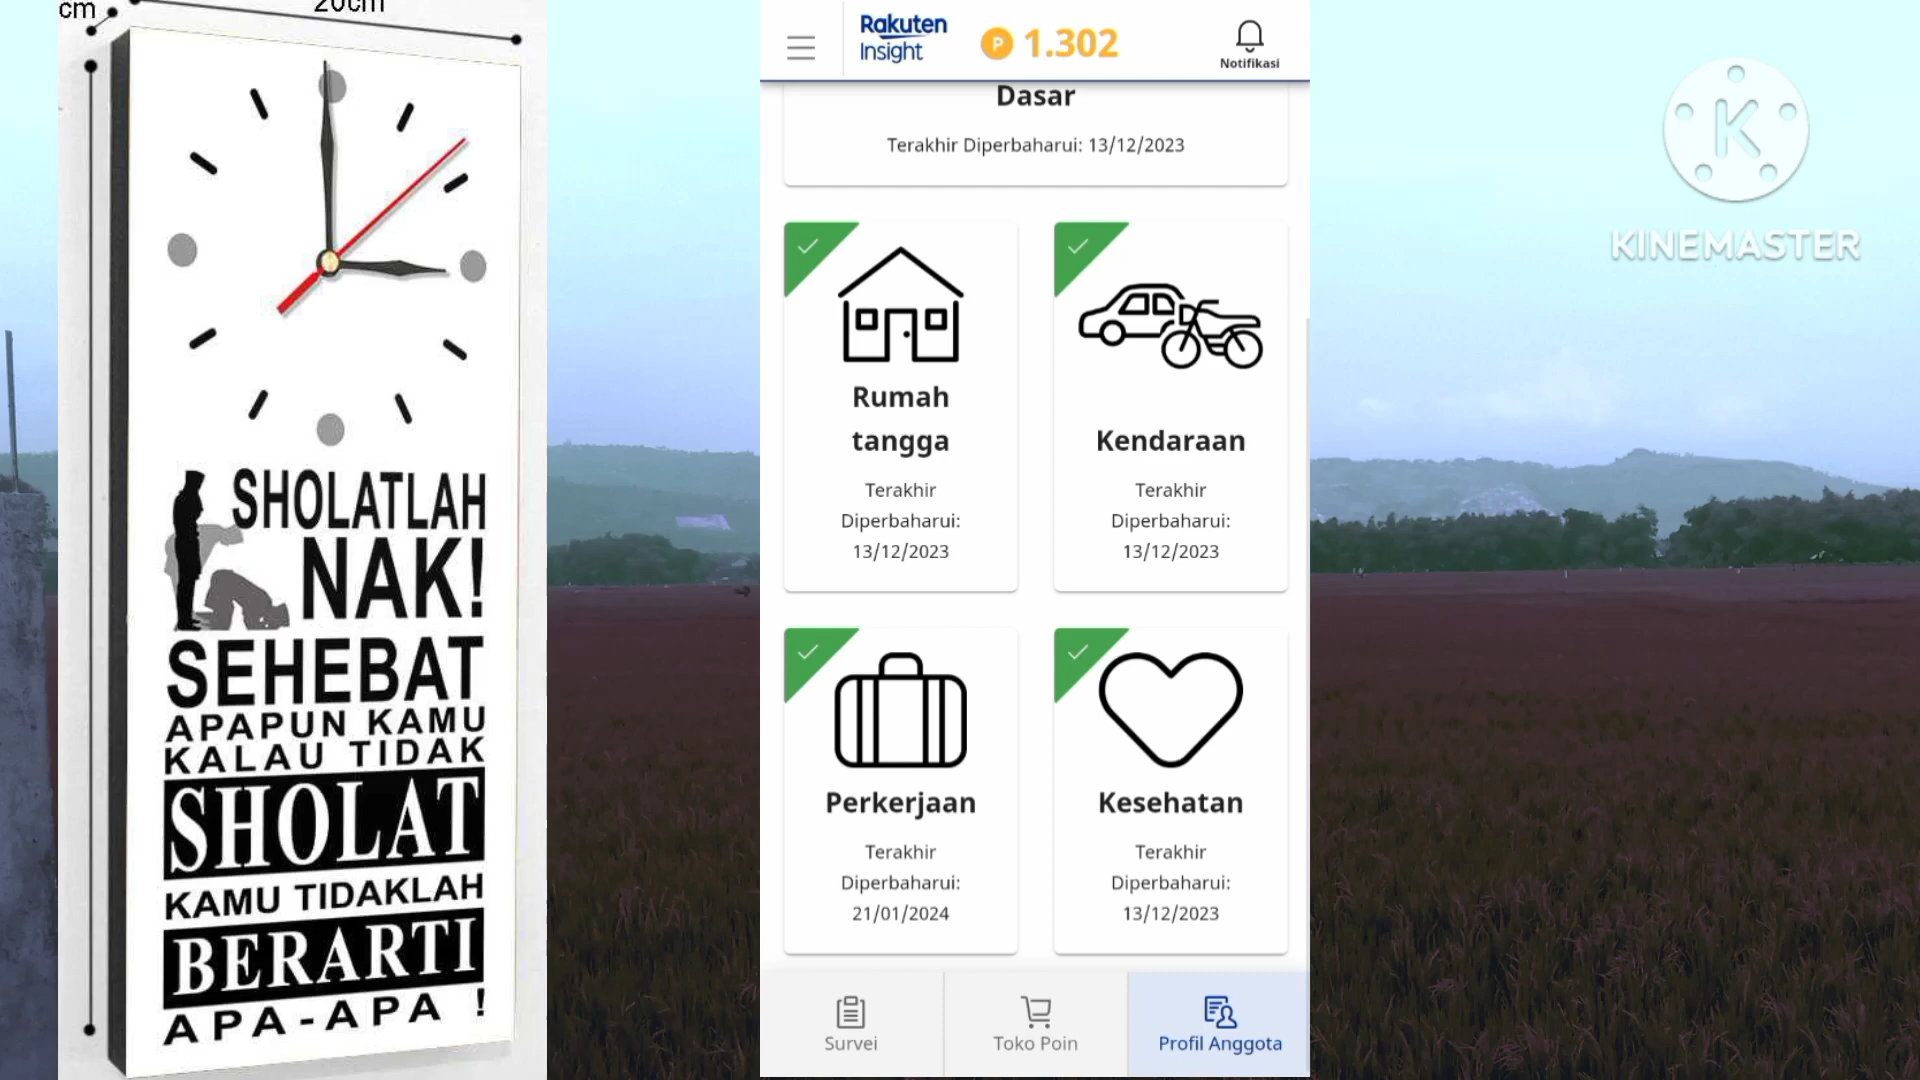 cm
20cm
SHOLATLAH
NAK!
SEHEBAT
APAPUN KAMU
KALAU TIDAK
SHOLAT
KAMU TIDAKLAH
BERARTI
APA-APA !
Rakuten
Insight
P 1.302
Notifikasi
Dasar
Terakhir Diperbaharui: 13/12/2023
Rumah
tangga
Terakhir
Diperbaharui:
13/12/2023
Kendaraan
Terakhir
Diperbaharui:
13/12/2023
Perkerjaan
Terakhir
Diperbaharui:
21/01/2024
Kesehatan
Terakhir
Diperbaharui:
13/12/2023
Survei
Toko Poin
Profil Anggota
K
KINEMASTER